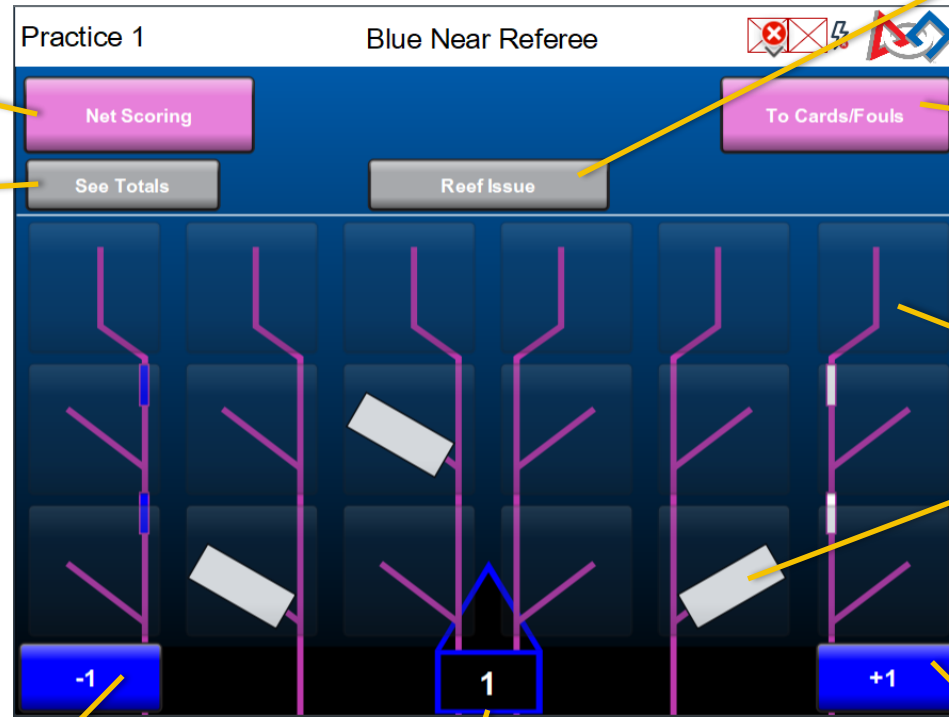 Practice 1
Blue Near Referee
Net Scoring
To Cards/Fouls
See Totals
Reef Issue
-1
1
+1